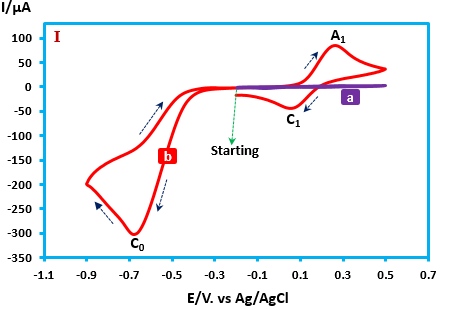 I/µA
I
100
50
0
-50
-100
-150
-200
-250
-300
-350
A1
a
C1
Starting
b
C0
-1.1 -0.9 -0.7 -0.5 -0.3 -0.1 0.1 0.3 0.5 0.7
E/V. vs Ag/AgCl